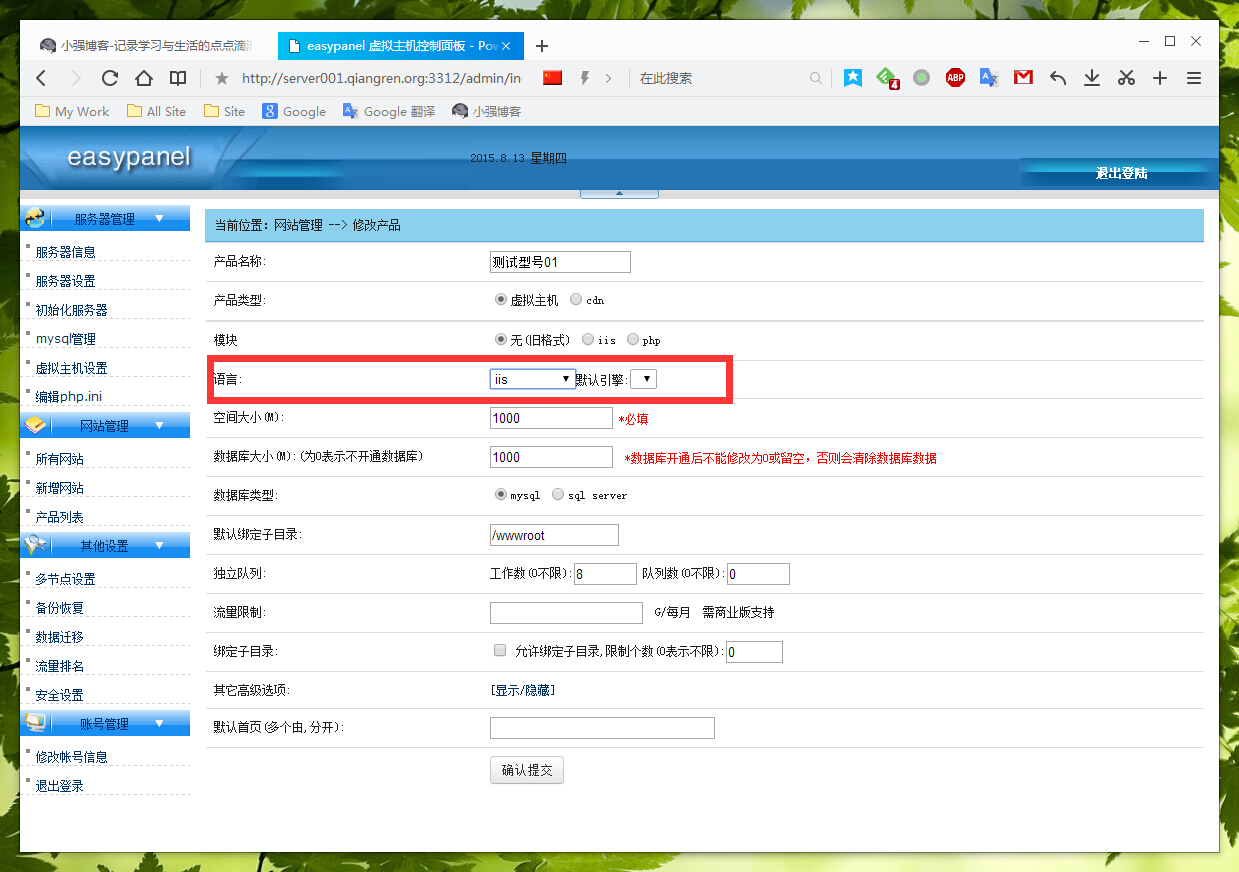 小强博客-记录学习与生活的点点滴
easypanel 虚拟主机控制面板 - Pov
http://server001.qiangren.org:3312/admin/in
在此搜索
4
ABP
My Work
All Site
Site
Google
Google 翻译
小强博客
easypanel
2015.8.13 星期四
退出登陆
服务器管理
服务器信息
服务器设置
初始化服务器
mysql管理
虚拟主机设置
编辑php.ini
网站管理
所有网站
新增网站
产品列表
其他设置
多节点设置
备份恢复
数据迁移
流量排名
安全设置
账号管理
修改帐号信息
退出登录
当前位置: 网站管理 --> 修改产品
产品名称: 测试型号01
产品类型: 虚拟主机 cdn
模块 无(旧格式) iis php
语言: iis 默认引擎:
空间大小(M): 1000 *必填
数据库大小(M): (为0表示不开通数据库) 1000 *数据库开通后不能修改为0或留空，否则会清除数据库数据
数据库类型: mysql sql server
默认绑定子目录: /wwwroot
独立队列: 工作数(0不限): 8 队列数(0不限): 0
流量限制: G/每月 需商业版支持
绑定子目录: 允许绑定子目录,限制个数(0表示不限): 0
其它高级选项: [显示/隐藏]
默认首页(多个由,分开):
确认提交